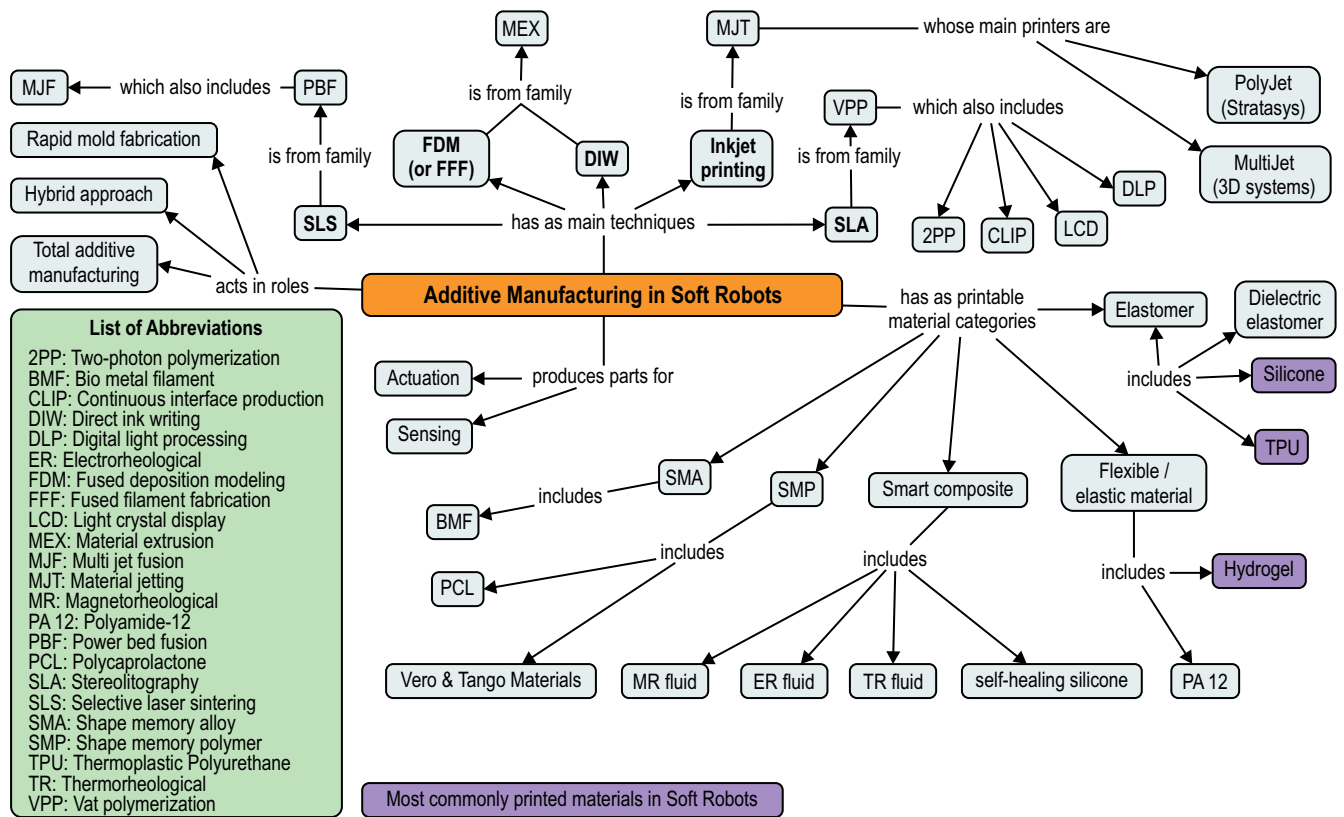 MEX
MJT
whose main printers are
MJF
which also includes
PBF
is from family
is from family
VPP
which also includes
PolyJet
(Stratasys)
Rapid mold fabrication
is from family
FDM
(or FFF)
DIW
Inkjet
printing
is from family
MultiJet
(3D systems)
Hybrid approach
DLP
SLS
has as main techniques
SLA
2PP
CLIP
LCD
Total additive
manufacturing
acts in roles
Additive Manufacturing in Soft Robots
has as printable
material categories
Elastomer
Dielectric
elastomer
List of Abbreviations
2PP: Two-photon polymerization
BMF: Bio metal filament
CLIP: Continuous interface production
DIW: Direct ink writing
DLP: Digital light processing
ER: Electrorheological
FDM: Fused deposition modeling
FFF: Fused filament fabrication
LCD: Light crystal display
MEX: Material extrusion
MJF: Multi jet fusion
MJT: Material jetting
MR: Magnetorheological
PA 12: Polyamide-12
PBF: Power bed fusion
PCL: Polycaprolactone
SLA: Stereolitography
SLS: Selective laser sintering
SMA: Shape memory alloy
SMP: Shape memory polymer
TPU: Thermoplastic Polyurethane
TR: Thermorheological
VPP: Vat polymerization
Actuation
produces parts for
includes
Silicone
Sensing
TPU
SMA
SMP
Smart composite
Flexible /
elastic material
includes
BMF
includes
includes
includes
Hydrogel
PCL
Vero & Tango Materials
MR fluid
ER fluid
TR fluid
self-healing silicone
PA 12
Most commonly printed materials in Soft Robots